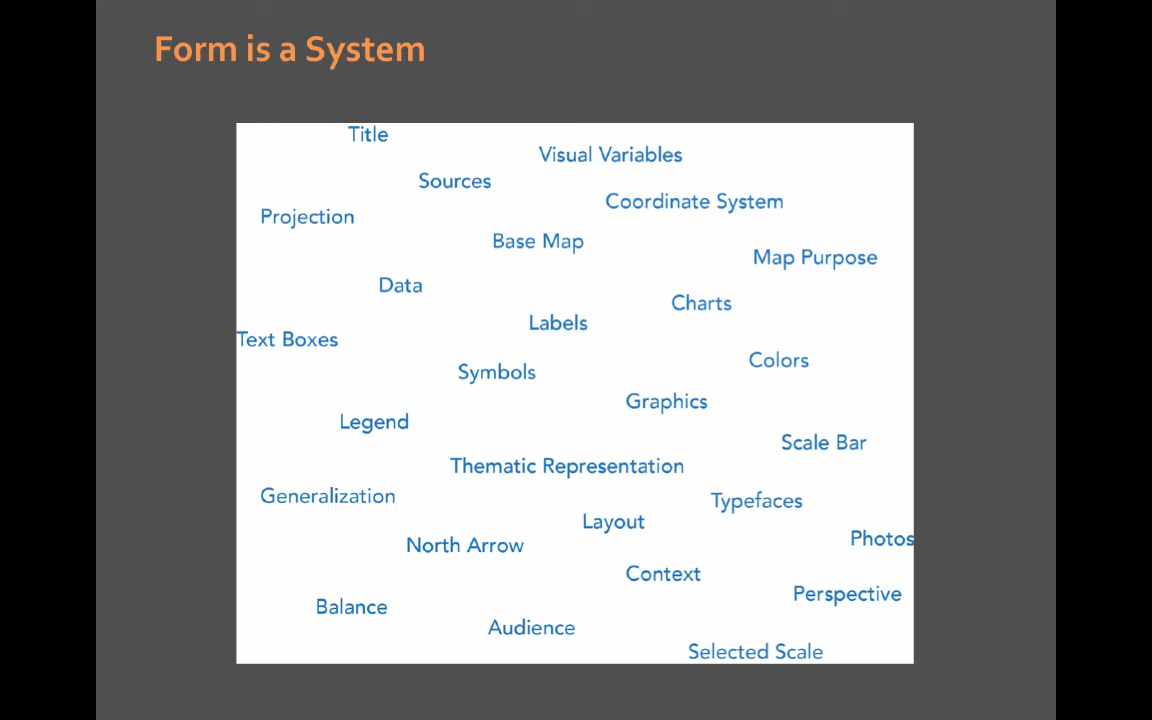 Form is a System
Title
Visual Variables
Sources
Coordinate System
Projection
Base Map
Map Purpose
Data
Charts
Labels
Text Boxes
Colors
Symbols
Graphics
Legend
Scale Bar
Thematic Representation
Generalization
Typefaces
Layout
Photos
North Arrow
Context
Perspective
Balance
Audience
Selected Scale